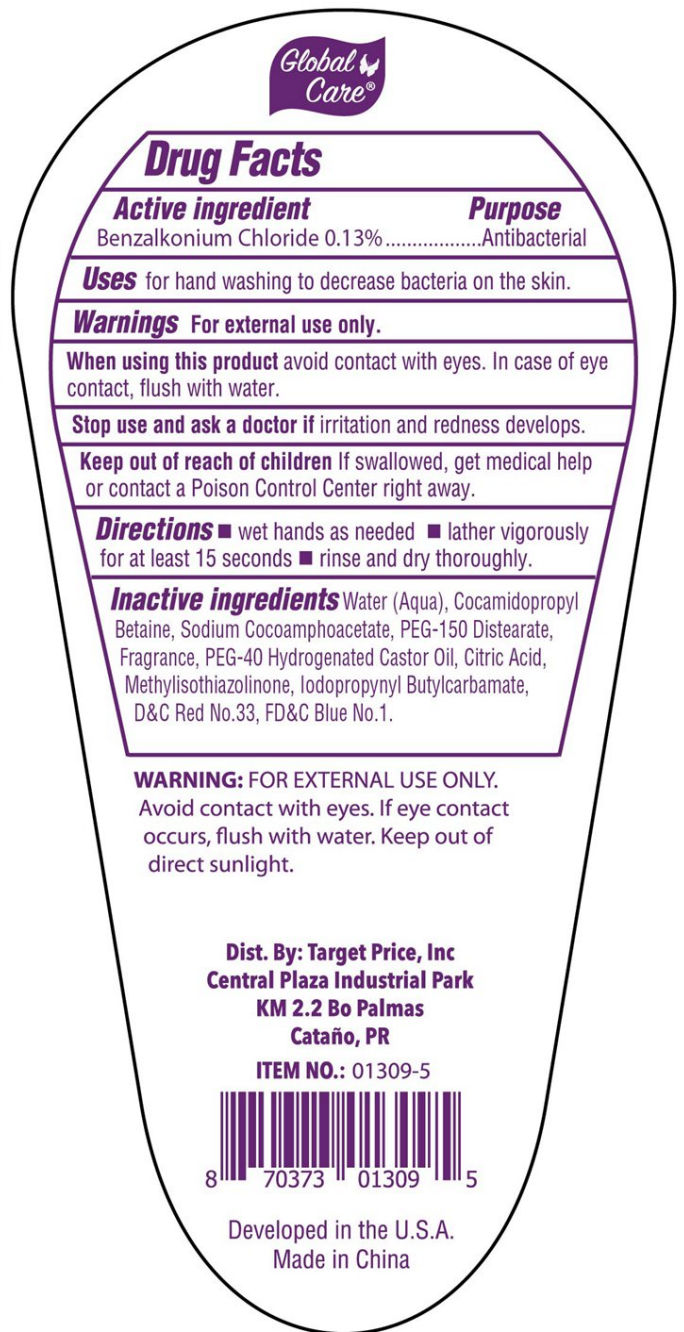 Global
Care®
Drug Facts
Active ingredient Purpose
Benzalkonium Chloride 0.13%..................Antibacterial
Uses for hand washing to decrease bacteria on the skin.
Warnings For external use only.
When using this product avoid contact with eyes. In case of eye
contact, flush with water.
Stop use and ask a doctor if irritation and redness develops.
Keep out of reach of children If swallowed, get medical help
or contact a Poison Control Center right away.
Directions ■ wet hands as needed ■ lather vigorously
for at least 15 seconds ■ rinse and dry thoroughly.
Inactive ingredients Water (Aqua), Cocamidopropyl
Betaine, Sodium Cocoamphoacetate, PEG-150 Distearate,
Fragrance, PEG-40 Hydrogenated Castor Oil, Citric Acid,
Methylisothiazolinone, Iodopropynyl Butylcarbamate,
D&C Red No.33, FD&C Blue No.1.
WARNING: FOR EXTERNAL USE ONLY.
Avoid contact with eyes. If eye contact
occurs, flush with water. Keep out of
direct sunlight.
Dist. By: Target Price, Inc
Central Plaza Industrial Park
KM 2.2 Bo Palmas
Cataño, PR
ITEM NO.: 01309-5
8 70373 01309 5
Developed in the U.S.A.
Made in China